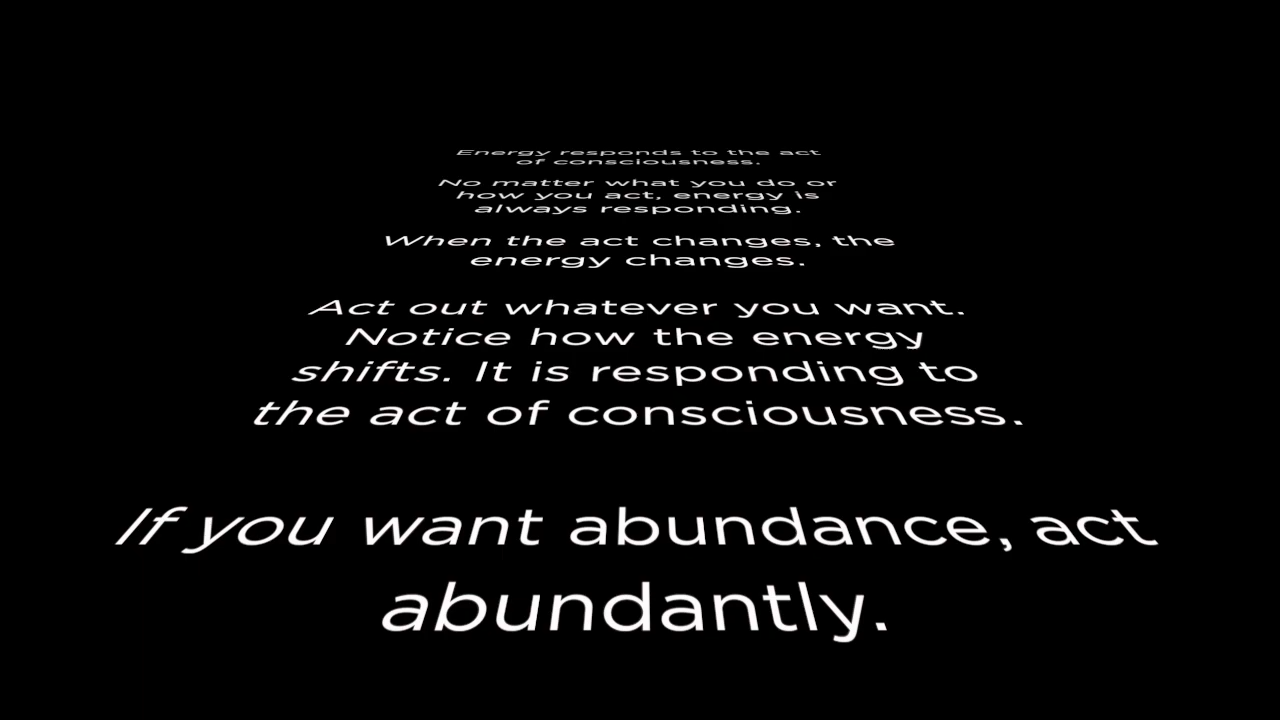 Energy responds to the act
of consciousness.
No matter what you do or
how you act, energy is
always responding.
When the act changes, the
energy changes.
Act out whatever you want.
Notice how the energy
shifts. It is responding to
the act of consciousness.
If you want abundance, act
abundantly.